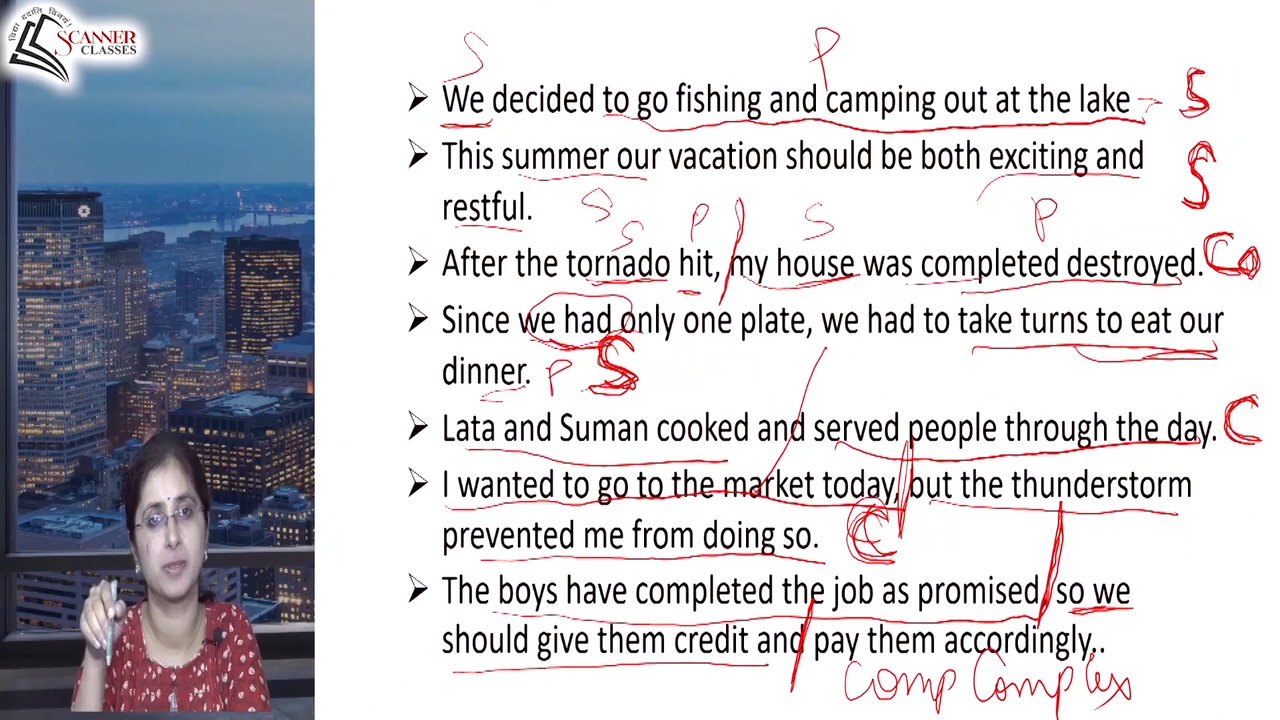 विद्या ददाति विनयं।
SCANNER
CLASSES
S P
➢ We decided to go fishing and camping out at the lake - S
➢ This summer our vacation should be both exciting and S
restful.
S S P S P
➢ After the tornado hit, my house was completed destroyed. Co
➢ Since we had only one plate, we had to take turns to eat our
dinner. P S
➢ Lata and Suman cooked and served people through the day. C
➢ I wanted to go to the market today, but the thunderstorm
prevented me from doing so. C
➢ The boys have completed the job as promised, so we
should give them credit and pay them accordingly..
Comp Complex